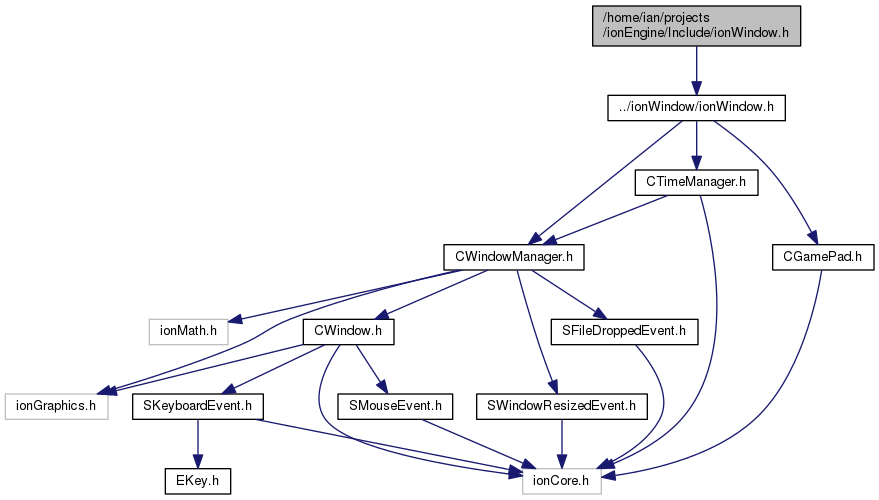 /home/ian/projects
/ionEngine/Include/ionWindow.h
../ionWindow/ionWindow.h
CTimeManager.h
CWindowManager.h
CGamePad.h
ionMath.h
CWindow.h
SFileDroppedEvent.h
ionGraphics.h
SKeyboardEvent.h
SMouseEvent.h
SWindowResizedEvent.h
EKey.h
ionCore.h